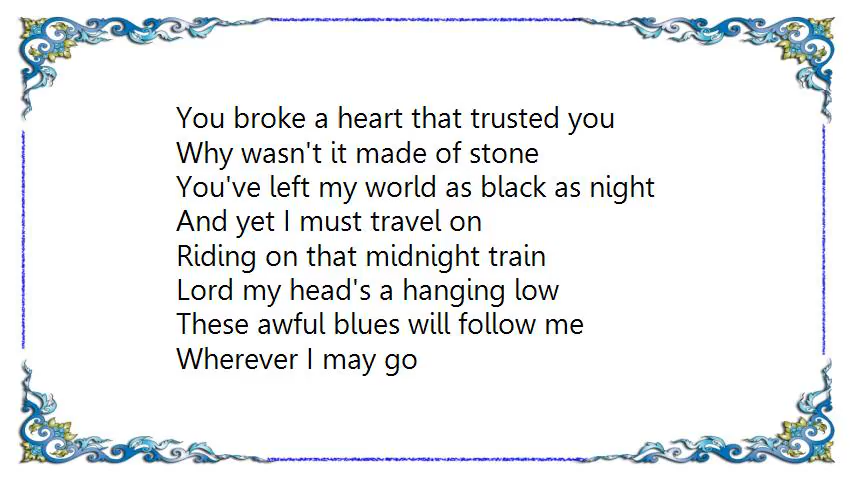 You broke a heart that trusted you
Why wasn't it made of stone
You've left my world as black as night
And yet I must travel on
Riding on that midnight train
Lord my head's a hanging low
These awful blues will follow me
Wherever I may go